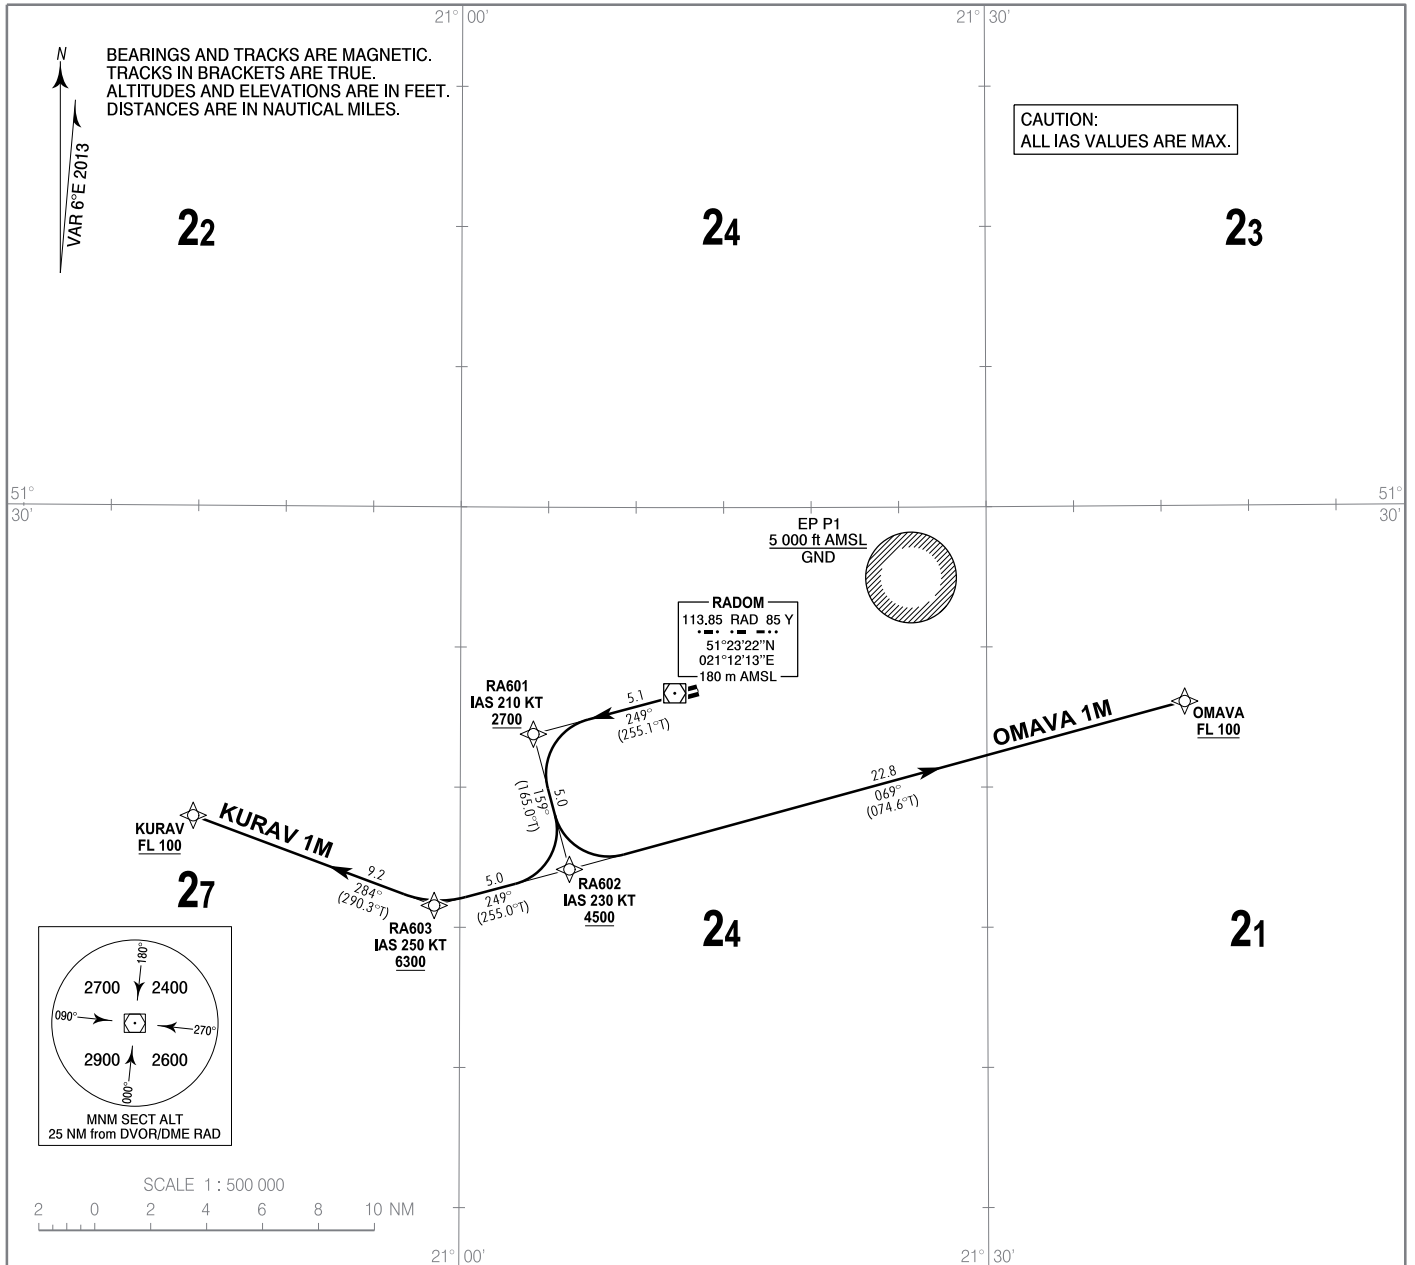 21° 00'
21° 30'
N
BEARINGS AND TRACKS ARE MAGNETIC.
TRACKS IN BRACKETS ARE TRUE.
ALTITUDES AND ELEVATIONS ARE IN FEET.
DISTANCES ARE IN NAUTICAL MILES.
VAR 6°E 2013
CAUTION:
ALL IAS VALUES ARE MAX.
22
24
23
51°
30'
51°
30'
EP P1
5 000 ft AMSL
GND
RADOM
113.85 RAD 85 Y
51°23'22"N
021°12'13"E
180 m AMSL
RA601
IAS 210 KT
2700
5.1
249°
(255.1°T)
OMAVA 1M
OMAVA
FL 100
22.8
069°
(074.6°T)
5.0
159°
(165.0°T)
KURAV 1M
KURAV
FL 100
9.2
284°
(290.3°T)
5.0
249°
(255.0°T)
RA602
IAS 230 KT
4500
RA603
IAS 250 KT
6300
27
24
21
180°
2700
2400
090°
270°
2900
2600
000°
MNM SECT ALT
25 NM from DVOR/DME RAD
SCALE 1 : 500 000
2 0 2 4 6 8 10 NM
21° 00'
21° 30'